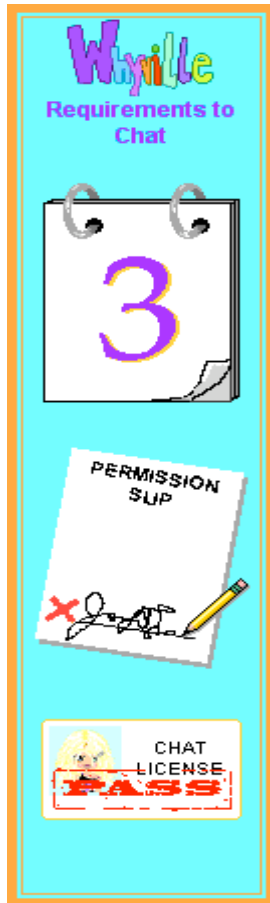 Whyville
Requirements to
Chat
3
PERMISSION
SLIP
CHAT
LICENSE
PASS